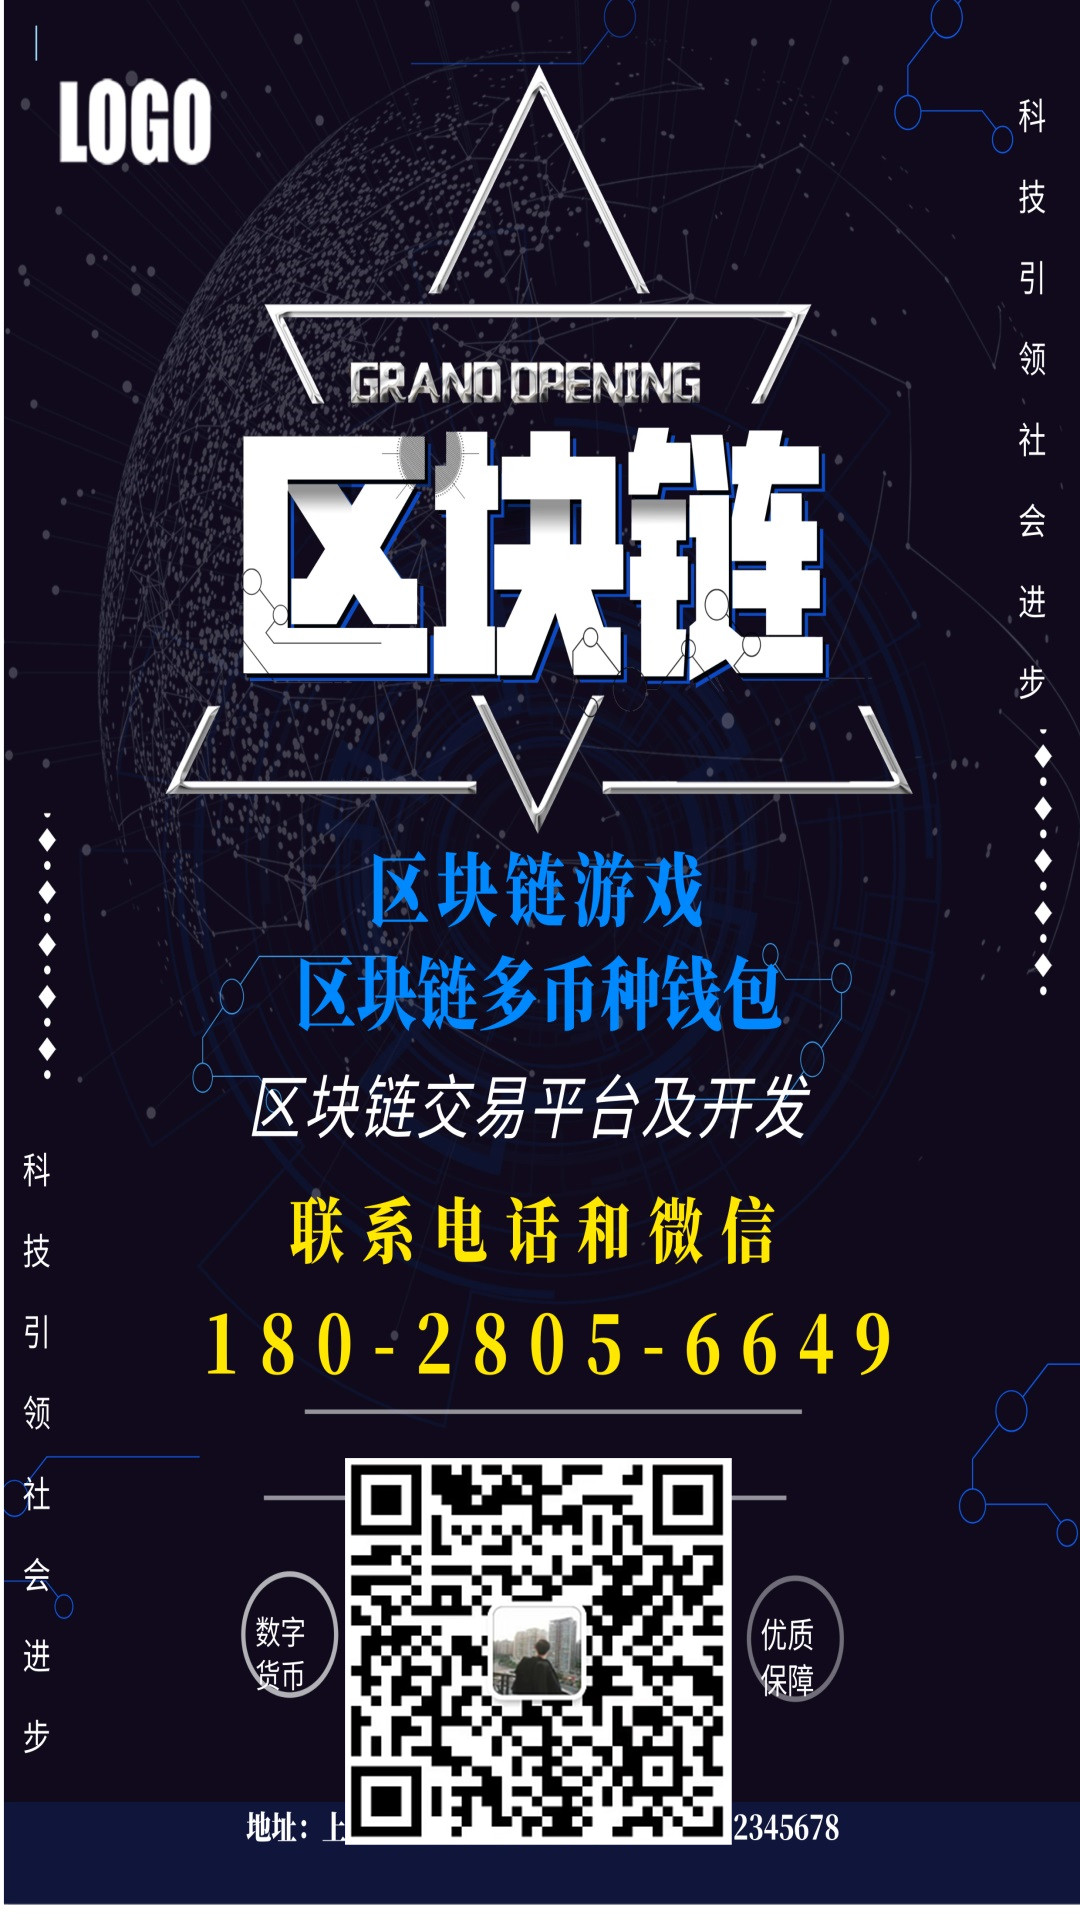 LOGO
科技引领社会进步
GRAND OPENING
区块链
区块链游戏
区块链多币种钱包
区块链交易平台及开发
联系电话和微信
180-2805-6649
科技引领社会进步
数字
货币
优质
保障
地址：上
2345678